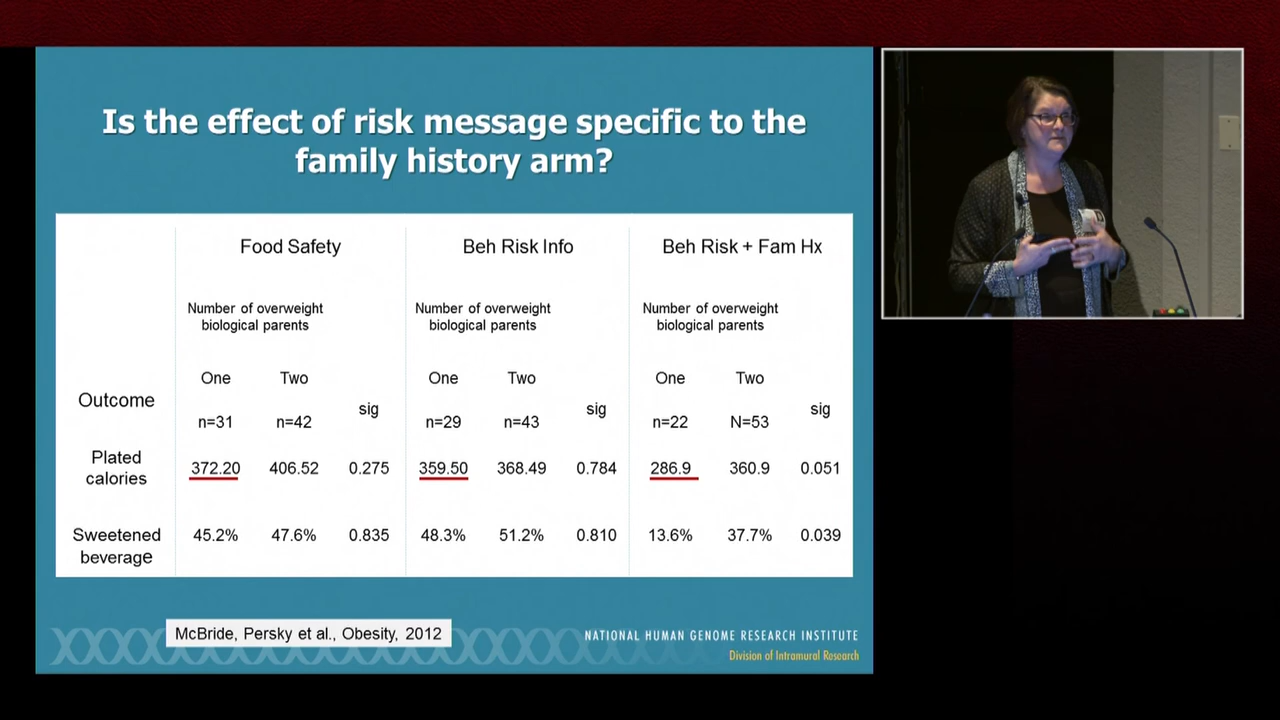 Is the effect of risk message specific to the
family history arm?
Food Safety
Beh Risk Info
Beh Risk + Fam Hx
Number of overweight
biological parents
Number of overweight
biological parents
Number of overweight
biological parents
Outcome
One
Two
sig
One
Two
sig
One
Two
sig
n=31
n=42
n=29
n=43
n=22
N=53
Plated
calories
372.20
406.52
0.275
359.50
368.49
0.784
286.9
360.9
0.051
Sweetened
beverage
45.2%
47.6%
0.835
48.3%
51.2%
0.810
13.6%
37.7%
0.039
McBride, Persky et al., Obesity, 2012
NATIONAL HUMAN GENOME RESEARCH INSTITUTE
Division of Intramural Research